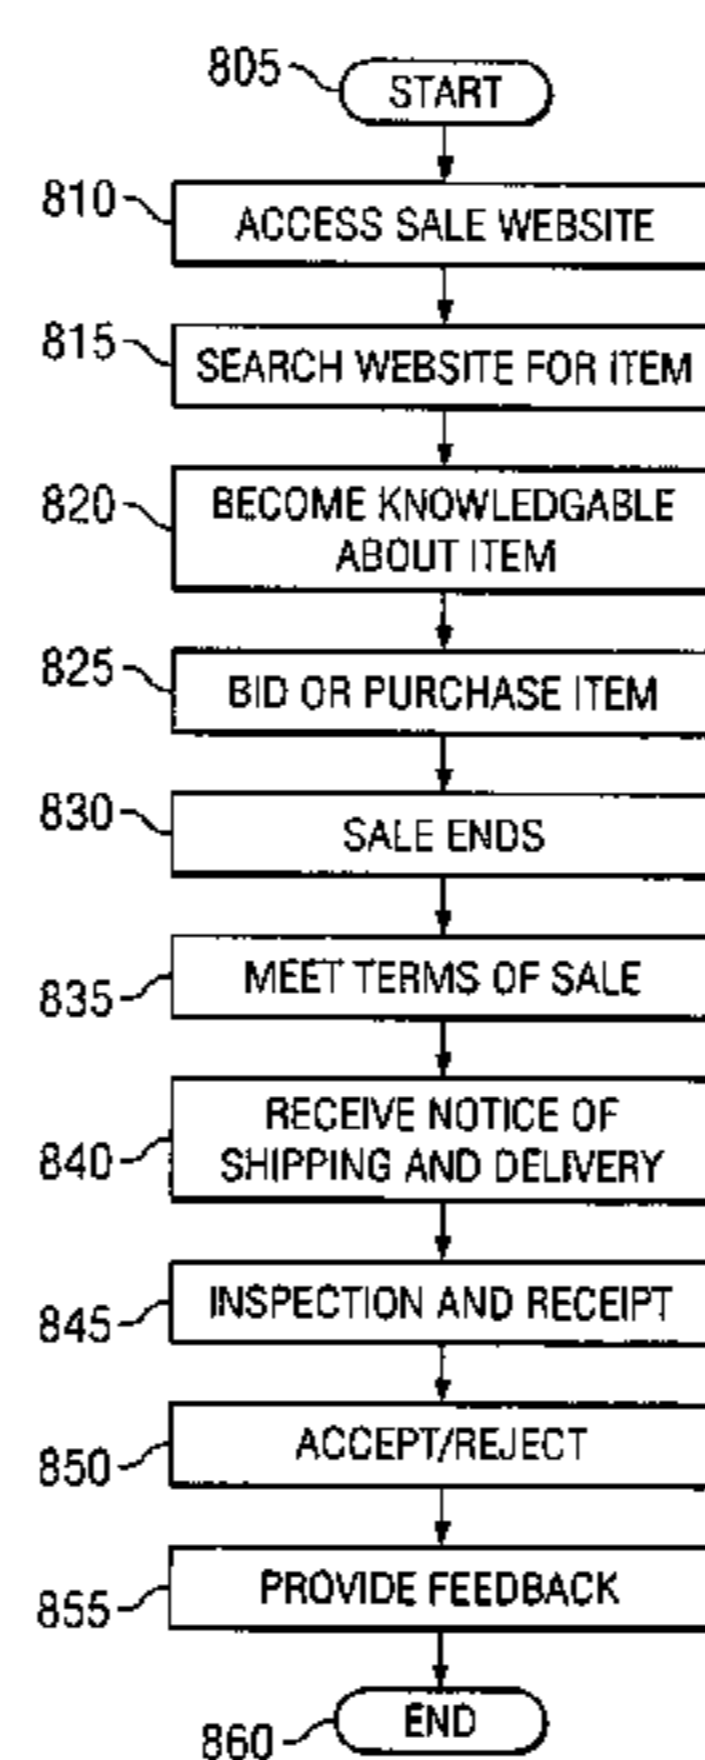 805 START
810 ACCESS SALE WEBSITE
815 SEARCH WEBSITE FOR ITEM
820 BECOME KNOWLEDGABLE
ABOUT ITEM
825 BID OR PURCHASE ITEM
830 SALE ENDS
835 MEET TERMS OF SALE
840 RECEIVE NOTICE OF
SHIPPING AND DELIVERY
845 INSPECTION AND RECEIPT
850 ACCEPT/REJECT
855 PROVIDE FEEDBACK
860 END